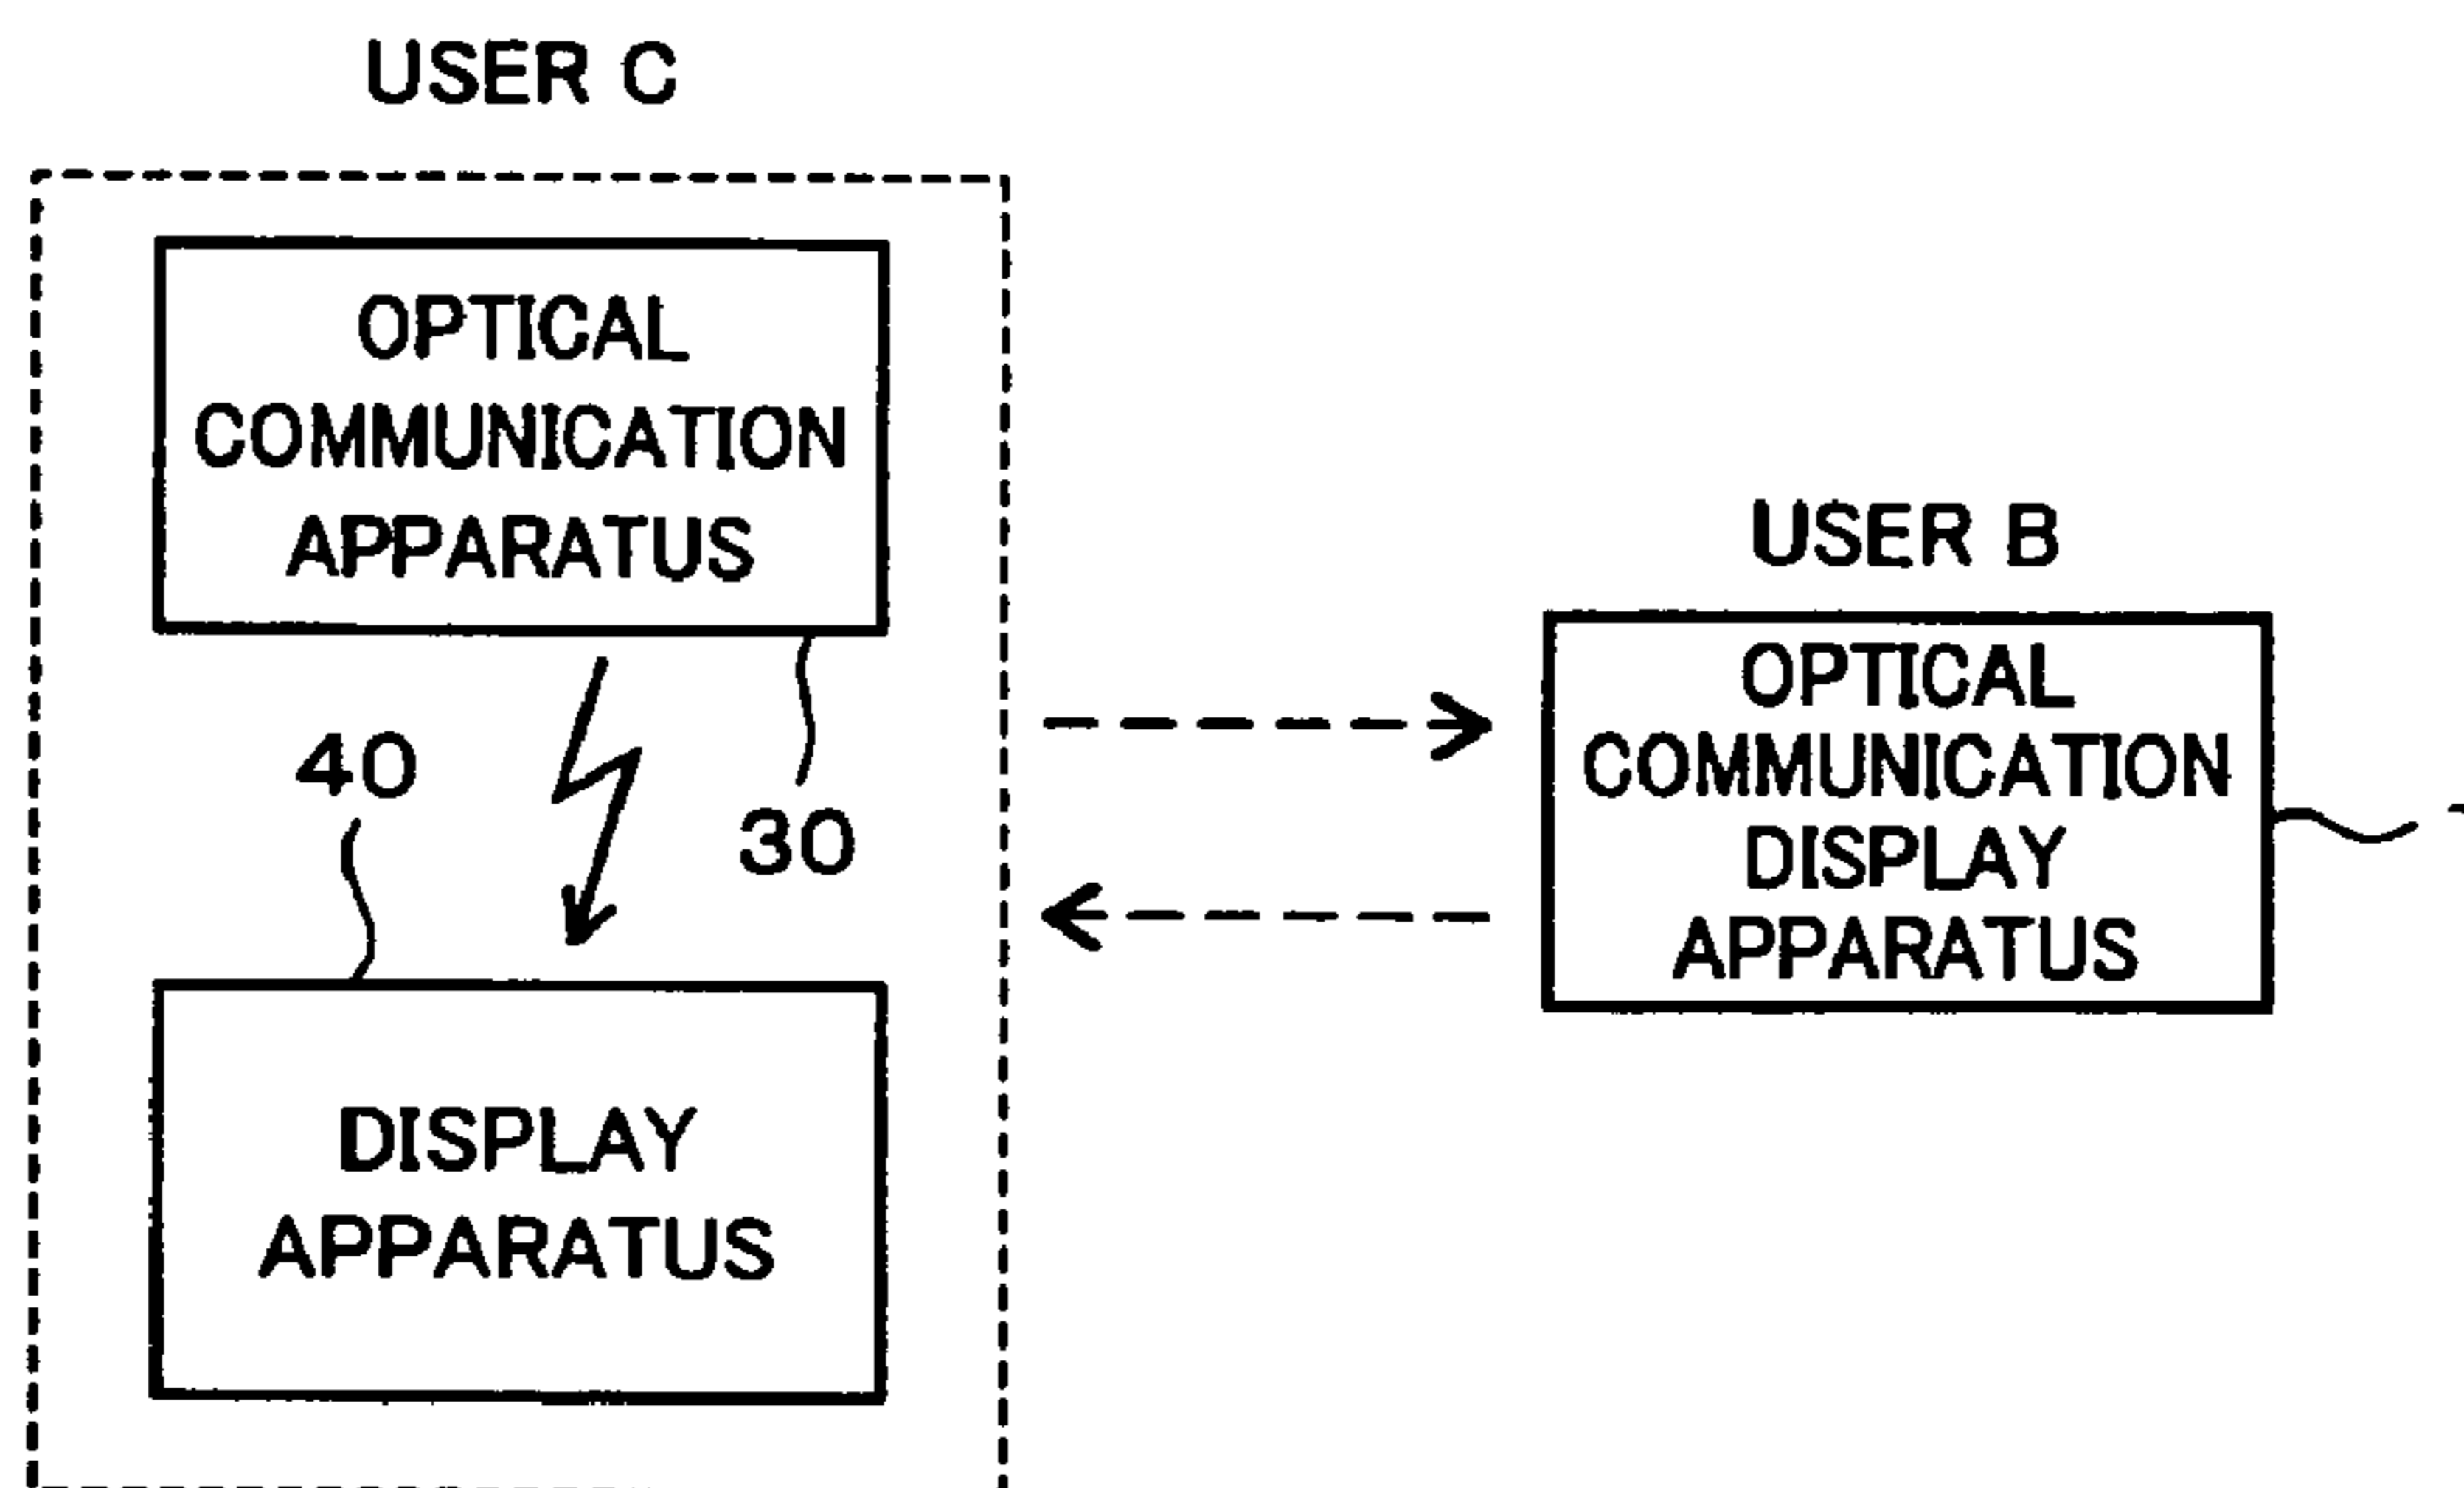 USER C
OPTICAL
COMMUNICATION
APPARATUS
40
30
DISPLAY
APPARATUS
USER B
OPTICAL
COMMUNICATION
DISPLAY
APPARATUS